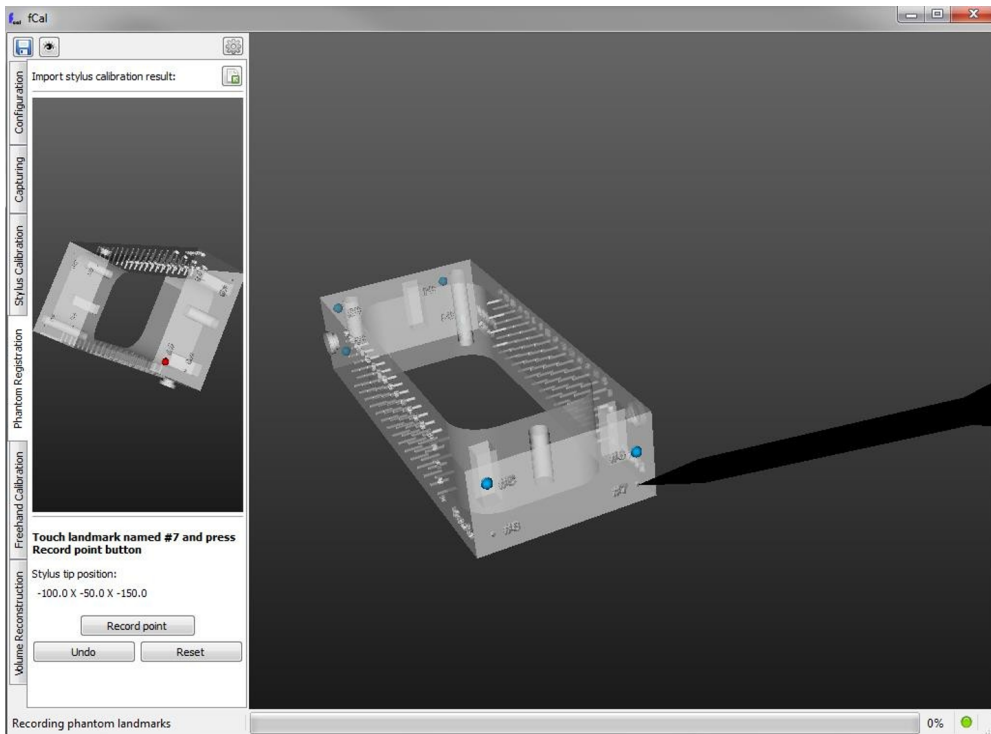 fCal
Import stylus calibration result:
Configuration
Capturing
Stylus Calibration
Phantom Registration
Freehand Calibration
Volume Reconstruction
Touch landmark named #7 and press
Record point button
Stylus tip position:
-100.0 X -50.0 X -150.0
Record point
Undo
Reset
#7
Recording phantom landmarks
0%